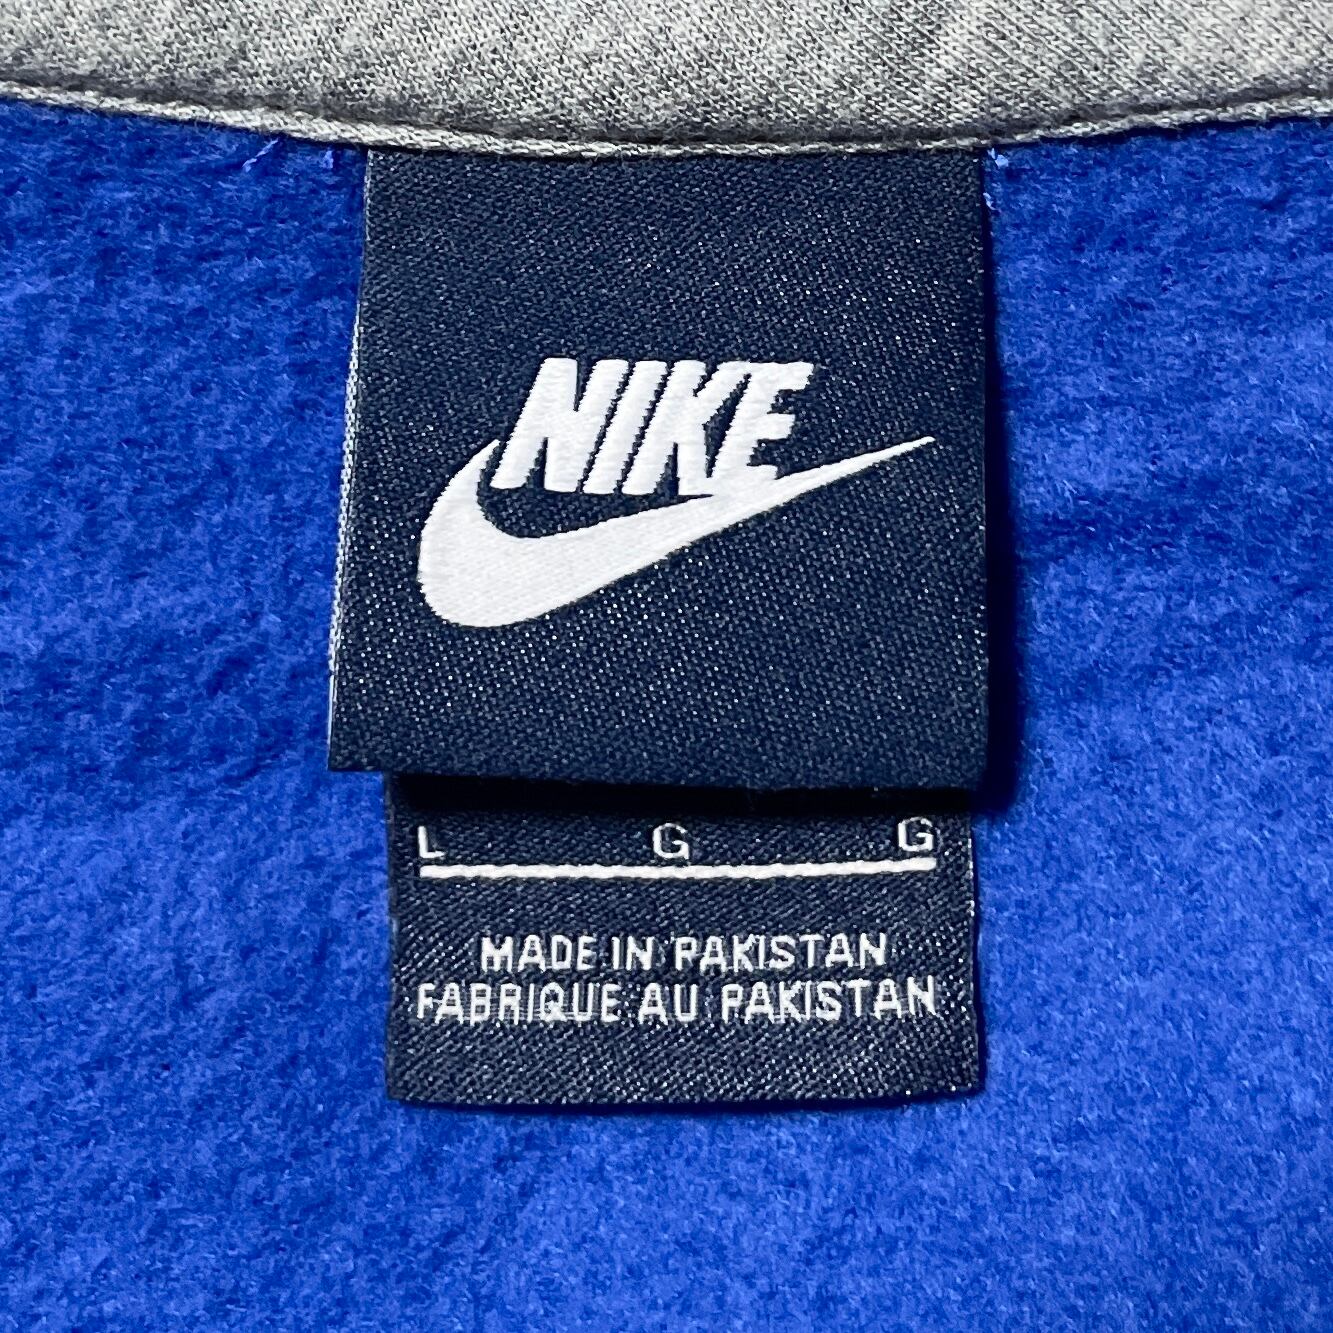 NIKE
L G G
MADE IN PAKISTAN
FABRIQUE AU PAKISTAN